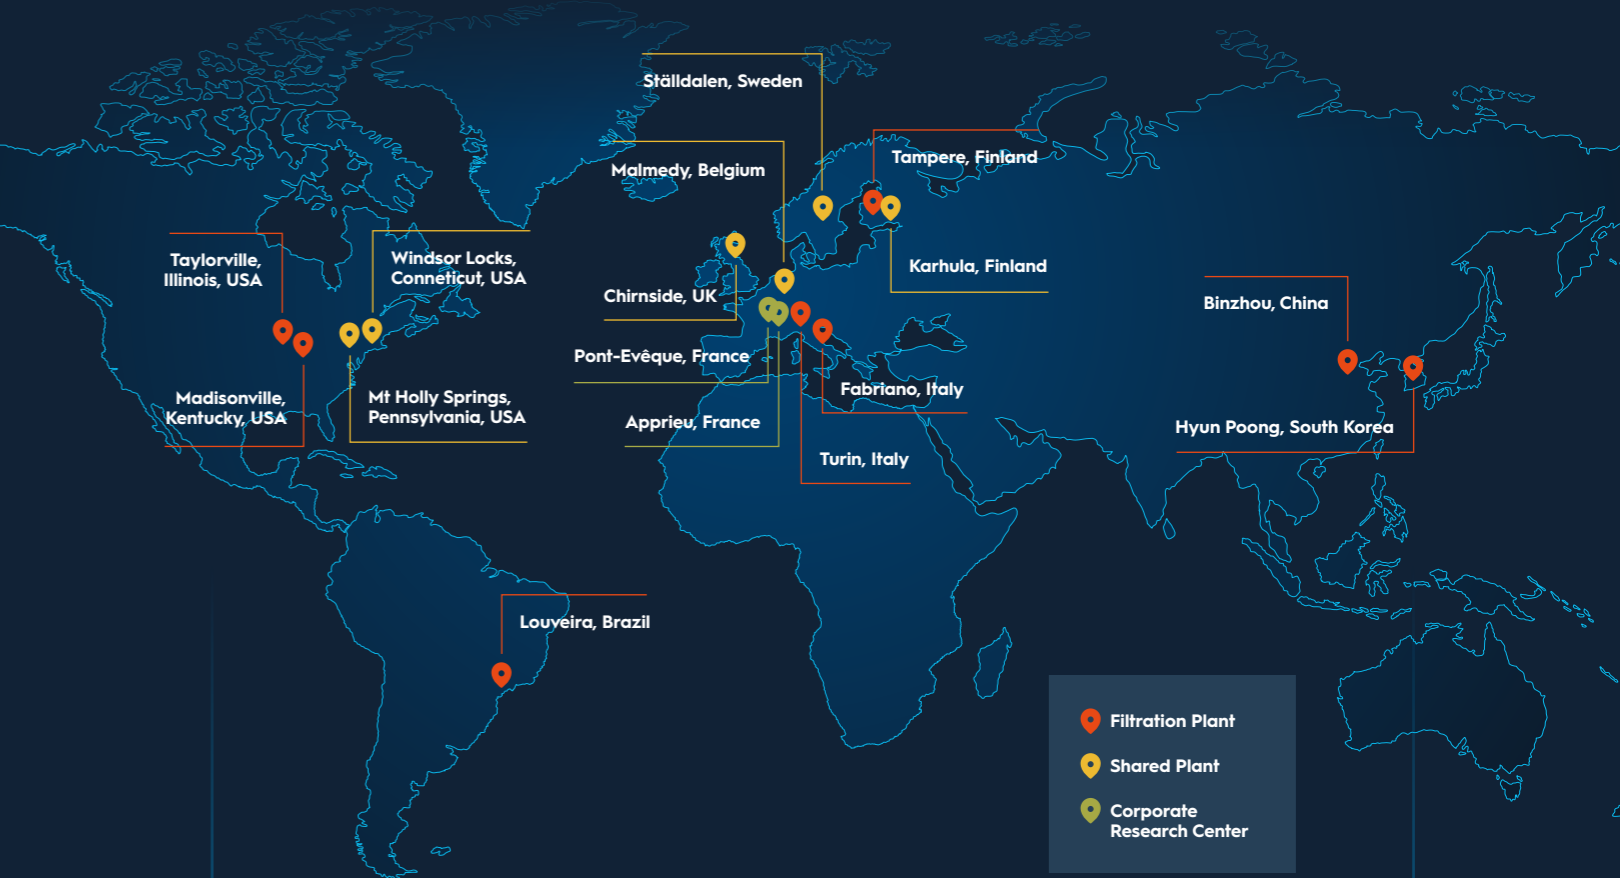 Ställdalen, Sweden
Malmedy, Belgium
Tampere, Finland
Taylorville,
Illinois, USA
Windsor Locks,
Conneticut, USA
Karhula, Finland
Chirnside, UK
Binzhou, China
Pont-Evêque, France
Madisonville,
Kentucky, USA
Mt Holly Springs,
Pennsylvania, USA
Fabriano, Italy
Apprieu, France
Hyun Poong, South Korea
Turin, Italy
Louveira, Brazil
Filtration Plant
Shared Plant
Corporate
Research Center